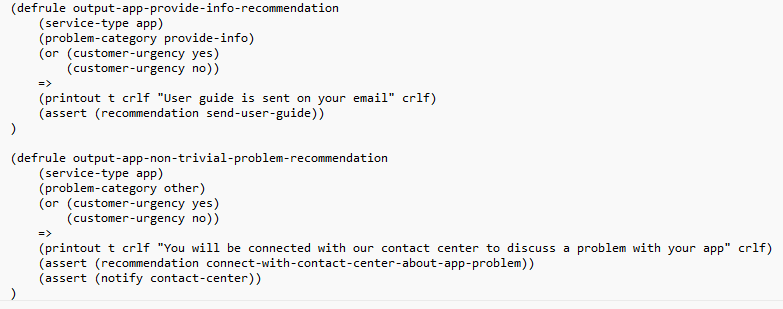 (defrule output-app-provide-info-recommendation
    (service-type app)
    (problem-category provide-info)
    (or (customer-urgency yes)
        (customer-urgency no))
    =>
    (printout t crlf "User guide is sent on your email" crlf)
    (assert (recommendation send-user-guide))
)

(defrule output-app-non-trivial-problem-recommendation
    (service-type app)
    (problem-category other)
    (or (customer-urgency yes)
        (customer-urgency no))
    =>
    (printout t crlf "You will be connected with our contact center to discuss a problem with your app" crlf)
    (assert (recommendation connect-with-contact-center-about-app-problem))
    (assert (notify contact-center))
)